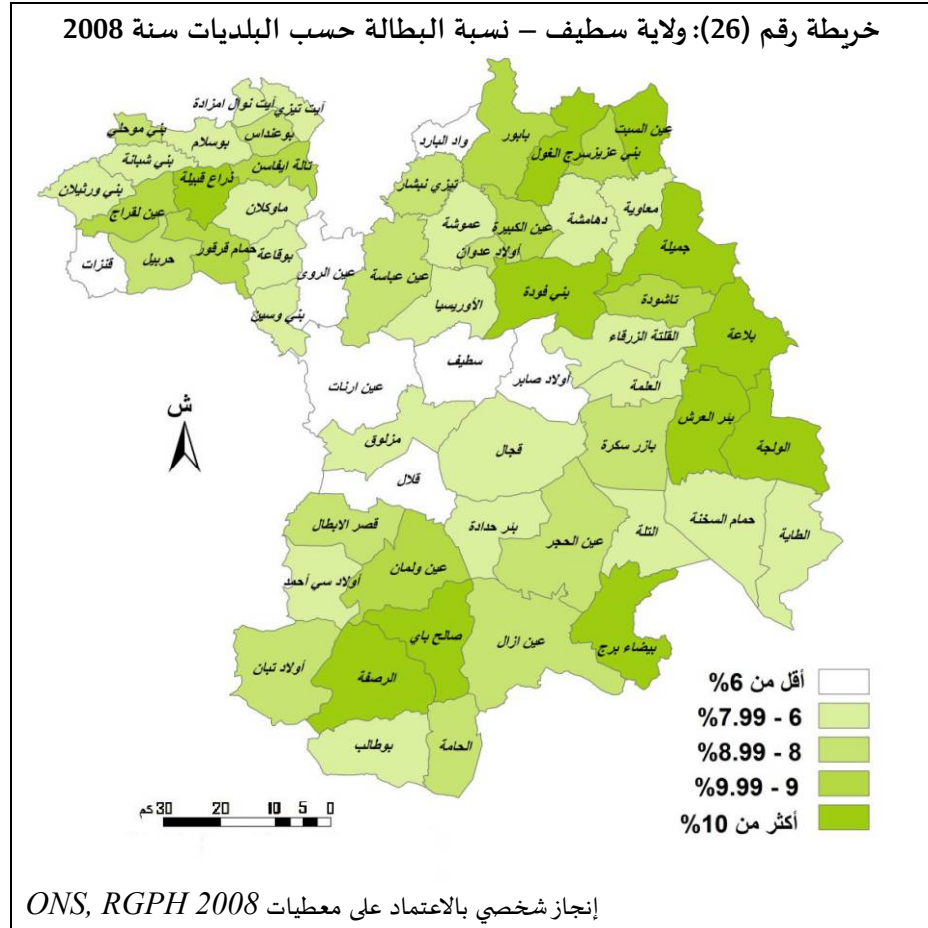 خريطة رقم (26): ولاية سطيف – نسبة البطالة حسب البلديات سنة 2008
آيت نوال امزادة
آيت تيزي
بني موحلي
بوسلام
بوعنداس
بني شبانة
تالة ايفاسن
بني ورثيلان
ذراع قبيلة
عين لقراج
ماوكلان
قنزات
حربيل
حمام قرقور
بوقاعة
بني وسين
عين الروى
واد البارد
بابور
سرج الغول
بني عزيز
عين السبت
تيزي نبشار
عموشة
عين الكبيرة
دهامشة
معاوية
أولاد عدوان
جميلة
عين عباسة
الأوريسيا
بني فودة
تاشودة
القلتة الزرقاء
بلاعة
عين ارنات
سطيف
أولاد صابر
العلمة
بئر العرش
الولجة
مزلوق
قجال
بازر سكرة
قلال
قصر الابطال
بئر حدادة
عين الحجر
التلة
حمام السخنة
الطاية
عين ولمان
أولاد سي أحمد
صالح باي
عين ازال
بيضاء برج
أولاد تبان
الرصفة
بوطالب
الحامة
ش
أقل من 6%
6 - 7.99%
8 - 8.99%
9 - 9.99%
أكثر من 10%
0 5 10 20 30 كم
إنجاز شخصي بالاعتماد على معطيات ONS, RGPH 2008